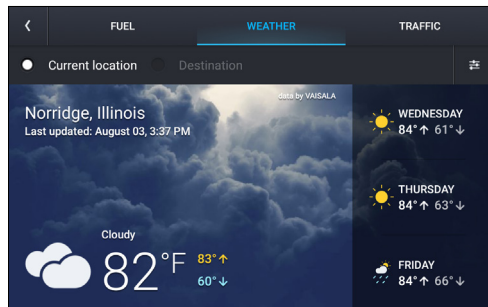 FUEL
WEATHER
TRAFFIC
Current location
Destination
data by VAISALA
Norridge, Illinois
Last updated: August 03, 3:37 PM
Cloudy
82°F
83°↑
60°↓
WEDNESDAY
84°↑ 61°↓
THURSDAY
84°↑ 63°↓
FRIDAY
84°↑ 66°↓